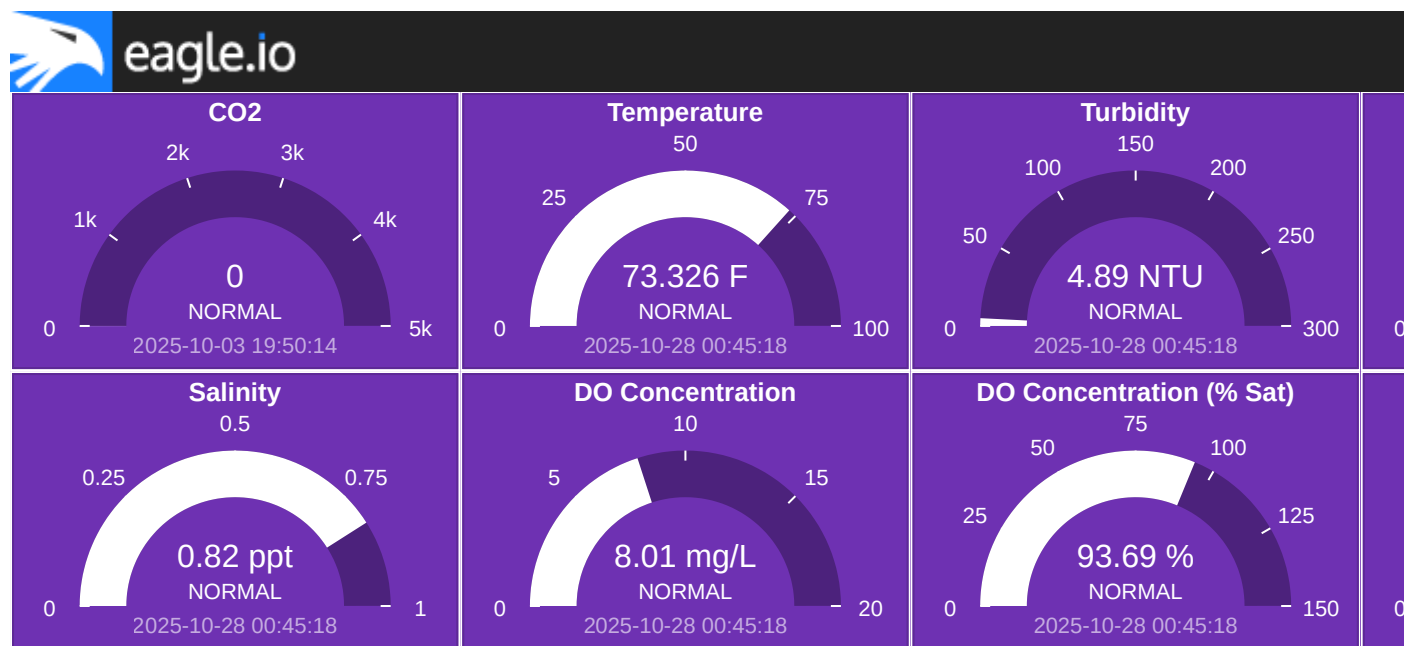 eagle.io
CO2
2k 3k
1k 4k
0
NORMAL
0 5k
2025-10-03 19:50:14
Temperature
50
25 75
73.326 F
NORMAL
0 100
2025-10-28 00:45:18
Turbidity
150
100 200
50 250
4.89 NTU
NORMAL
0 300
2025-10-28 00:45:18
Salinity
0.5
0.25 0.75
0.82 ppt
NORMAL
0 1
2025-10-28 00:45:18
DO Concentration
10
5 15
8.01 mg/L
NORMAL
0 20
2025-10-28 00:45:18
DO Concentration (% Sat)
75
50 100
25 125
93.69 %
NORMAL
0 150
2025-10-28 00:45:18